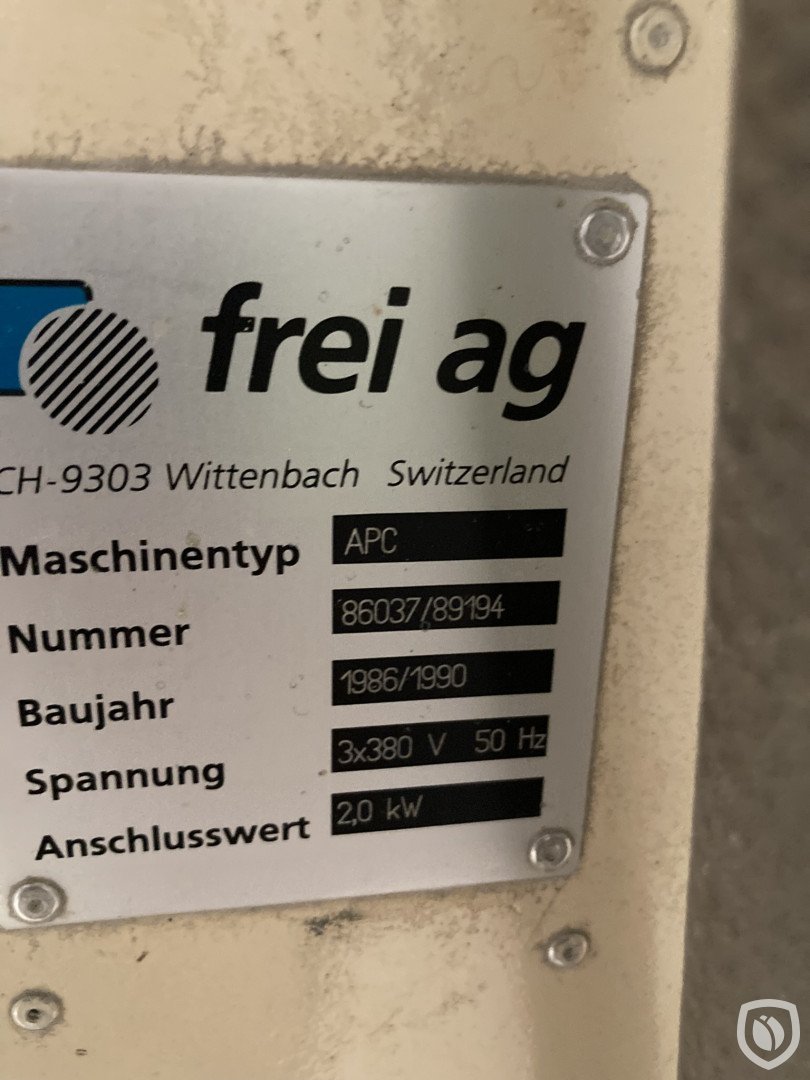 frei ag
CH-9303 Wittenbach Switzerland
Maschinentyp APC
Nummer 86037/89194
Baujahr 1986/1990
Spannung 3x380 V 50 Hz
Anschlusswert 2,0 kW